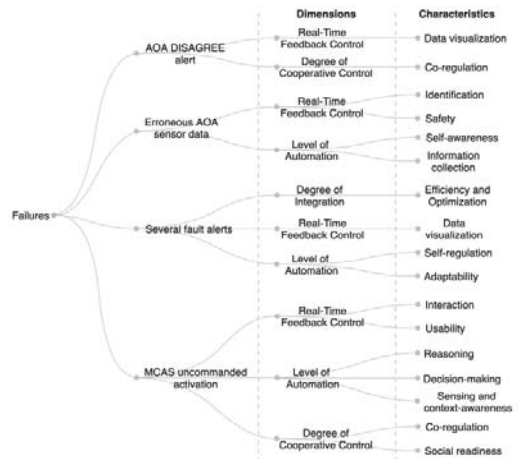 Dimensions
Characteristics
Real-Time
Feedback Control
Data visualization
AOA DISAGREE
alert
Degree of
Cooperative Control
Co-regulation
Real-Time
Feedback Control
Identification
Safety
Erroneous AOA
sensor data
Level of
Automation
Self-awareness
Information
collection
Degree of
Integration
Efficiency and
Optimization
Failures
Several fault alerts
Real-Time
Feedback Control
Data
visualization
Level of
Automation
Self-regulation
Adaptability
Real-Time
Feedback Control
Interaction
Usability
MCAS uncommanded
activation
Level of
Automation
Reasoning
Decision-making
Sensing and
context-awareness
Degree of
Cooperative Control
Co-regulation
Social readiness